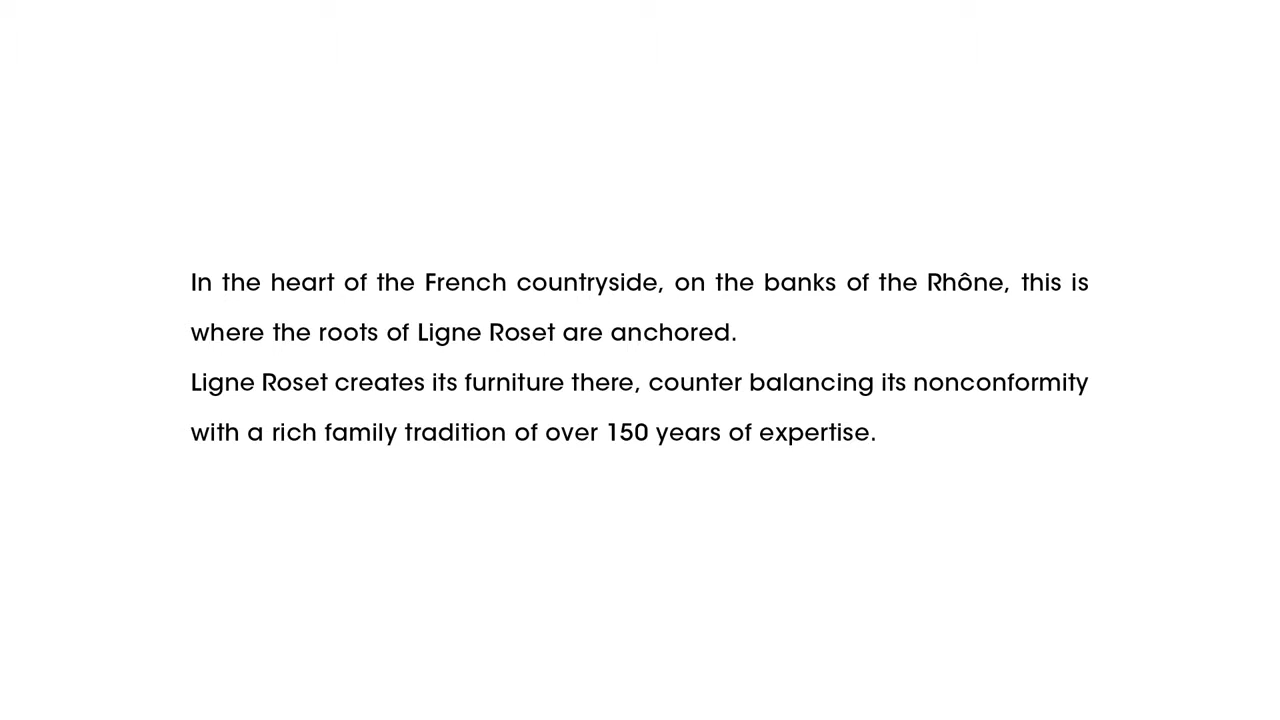 In the heart of the French countryside, on the banks of the Rhône, this is
where the roots of Ligne Roset are anchored.
Ligne Roset creates its furniture there, counter balancing its nonconformity
with a rich family tradition of over 150 years of expertise.